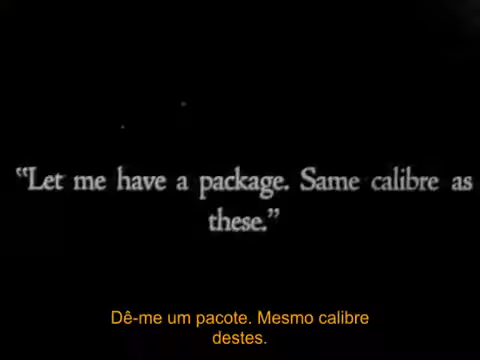 “Let me have a package. Same calibre as
these.”
Dê-me um pacote. Mesmo calibre
destes.